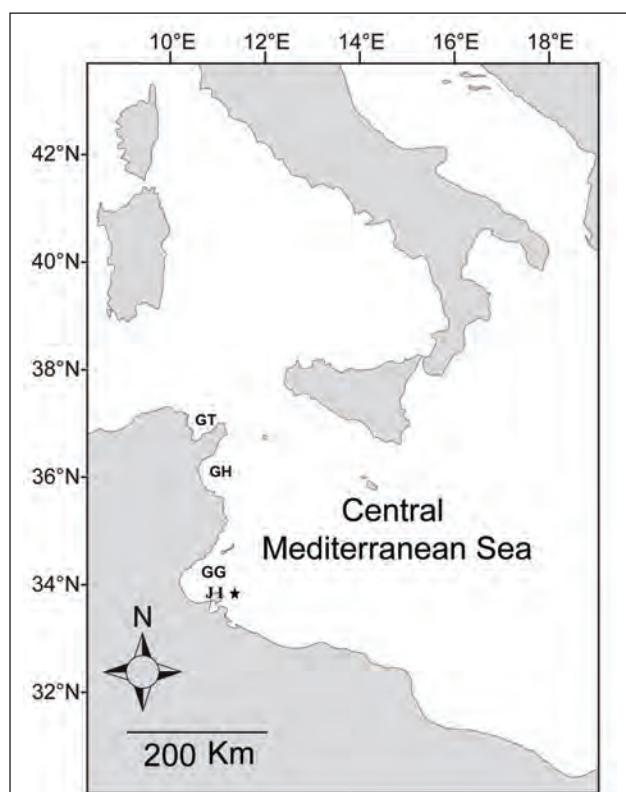 10°E 12°E 14°E 16°E 18°E
42°N
40°N
38°N
GT
36°N
GH
Central
Mediterranean Sea
34°N
GG
J-I
N
32°N
200 Km